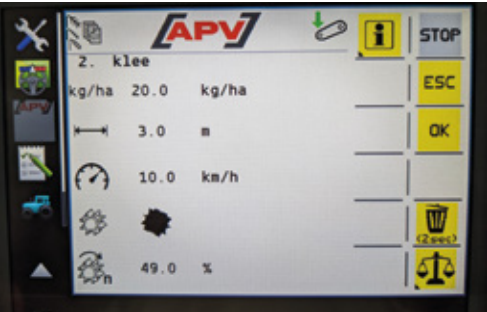 APV
i
STOP
2. klee
ESC
kg/ha 20.0 kg/ha
APV
3.0 m
OK
10.0 km/h
(2sec)
n 49.0 %